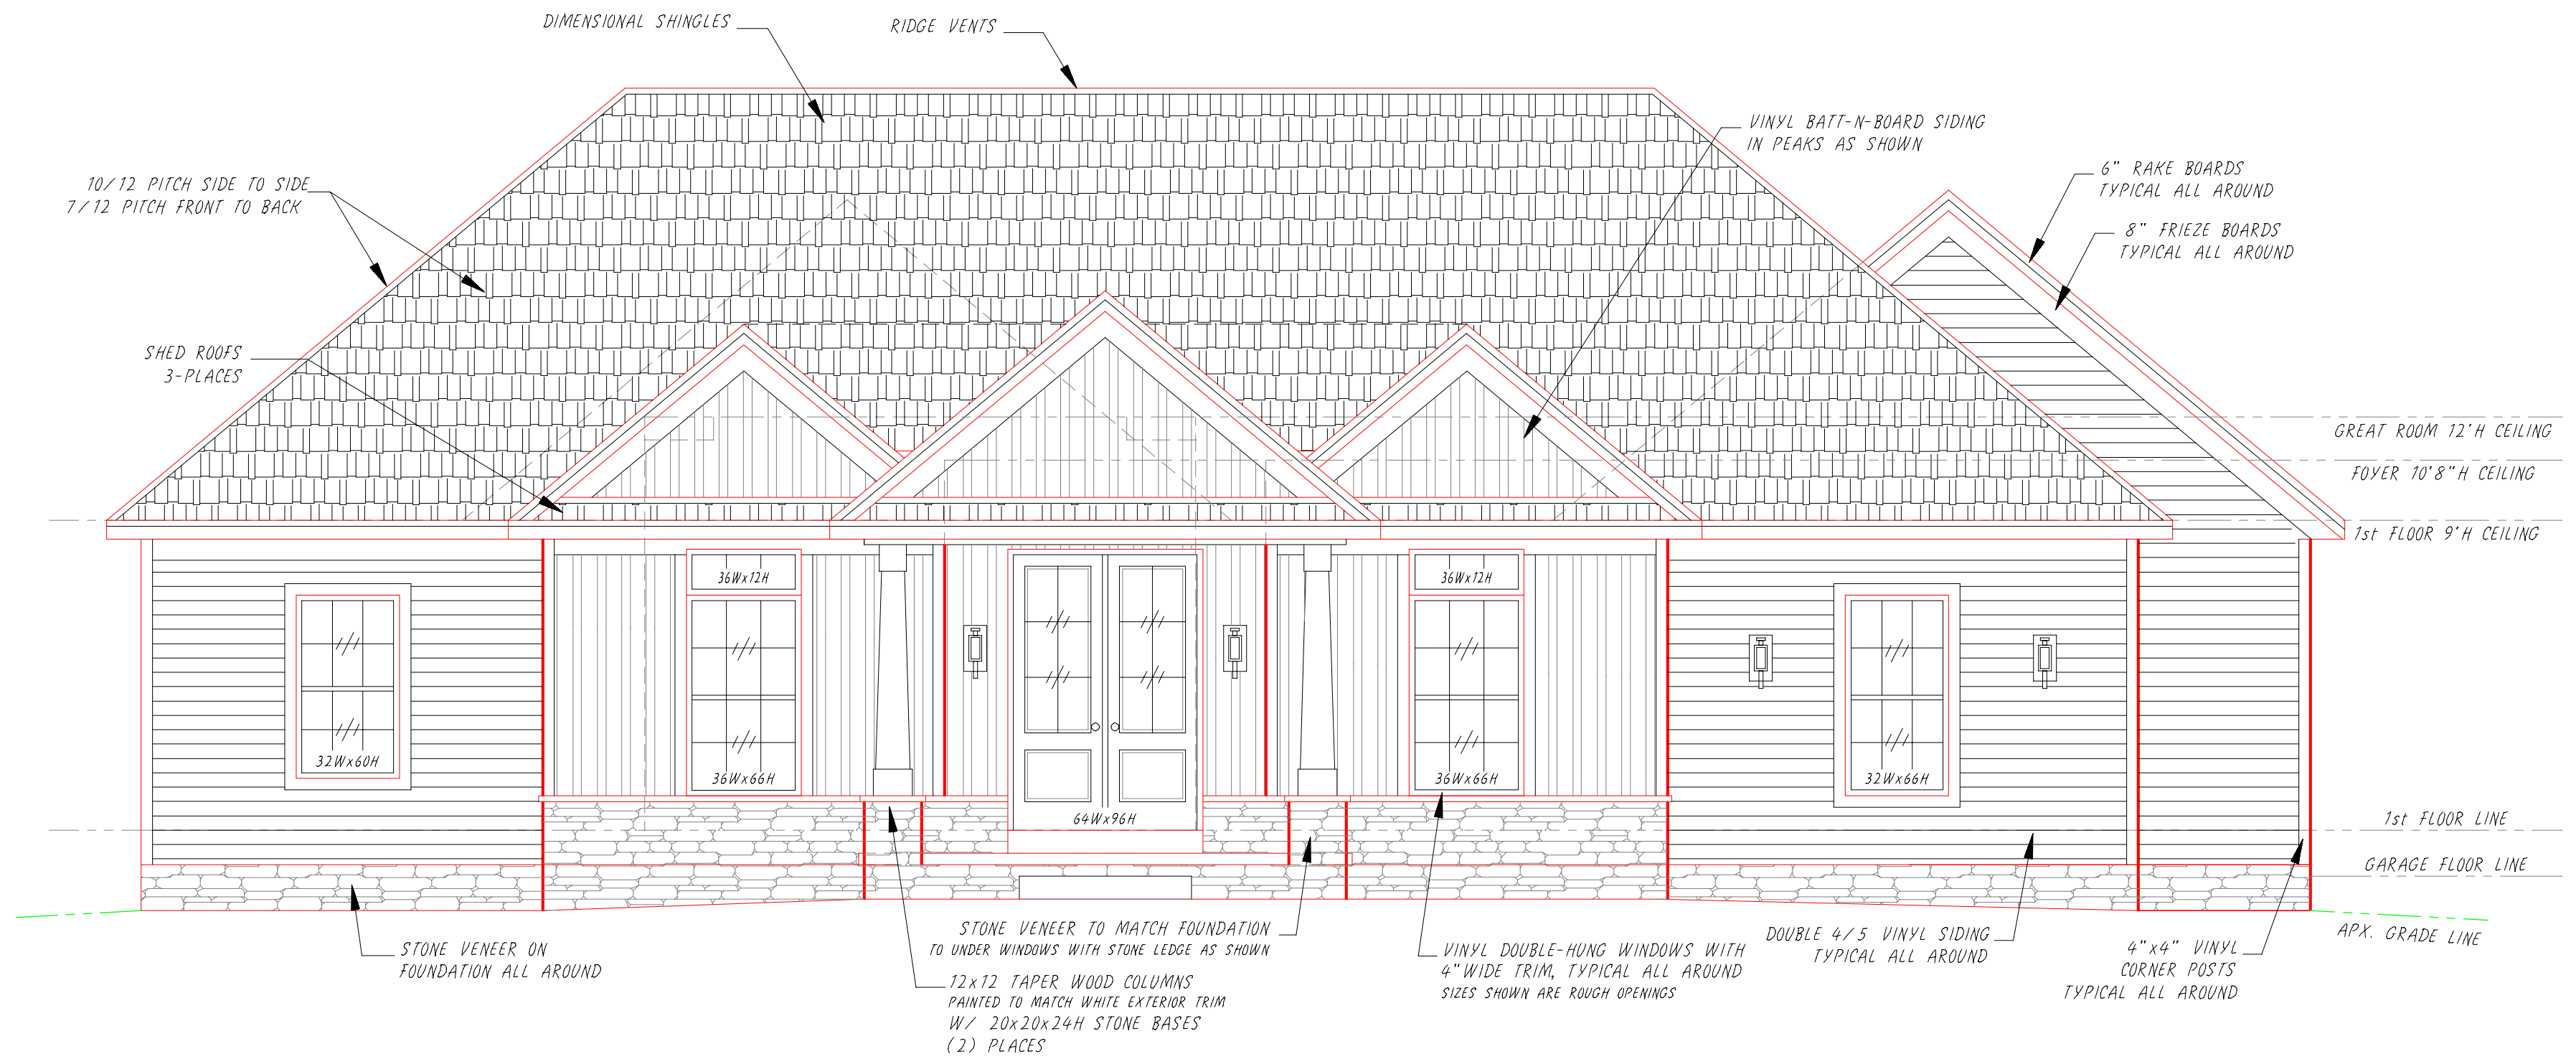 DIMENSIONAL SHINGLES
RIDGE VENTS
VINYL BATT-N-BOARD SIDING
IN PEAKS AS SHOWN
6" RAKE BOARDS
TYPICAL ALL AROUND
10/12 PITCH SIDE TO SIDE
7/12 PITCH FRONT TO BACK
8" FRIEZE BOARDS
TYPICAL ALL AROUND
SHED ROOFS
3-PLACES
GREAT ROOM 12'H CEILING
FOYER 10'8"H CEILING
1st FLOOR 9'H CEILING
36Wx12H
36Wx12H
32Wx60H
36Wx66H
36Wx66H
32Wx66H
64Wx96H
1st FLOOR LINE
GARAGE FLOOR LINE
APX. GRADE LINE
STONE VENEER ON
FOUNDATION ALL AROUND
STONE VENEER TO MATCH FOUNDATION
TO UNDER WINDOWS WITH STONE LEDGE AS SHOWN
12x12 TAPER WOOD COLUMNS
PAINTED TO MATCH WHITE EXTERIOR TRIM
W/ 20x20x24H STONE BASES
(2) PLACES
VINYL DOUBLE-HUNG WINDOWS WITH
4"WIDE TRIM, TYPICAL ALL AROUND
SIZES SHOWN ARE ROUGH OPENINGS
DOUBLE 4/5 VINYL SIDING
TYPICAL ALL AROUND
4"x4" VINYL
CORNER POSTS
TYPICAL ALL AROUND